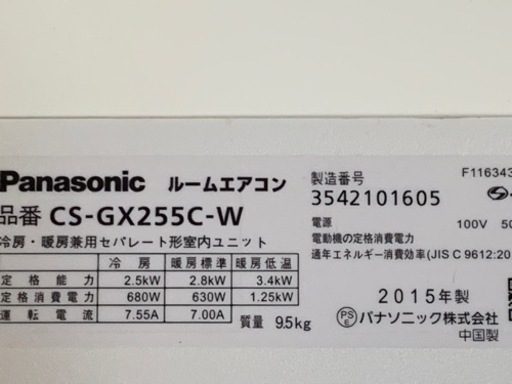 Panasonic ルームエアコン
品番 CS-GX255C-W
冷房・暖房兼用セパレート形室内ユニット
冷房 暖房標準 暖房低温
定格能力 2.5kW 2.8kW 3.4kW
定格消費電力 680W 630W 1.25kW
運転電流 7.55A 7.00A
質量 9.5kg
F116343
製造番号
3542101605
電源 100V 50
電動機の定格消費電力
通年エネルギー消費効率(JIS C 9612:20
2015年製
PSE パナソニック株式会社
中国製